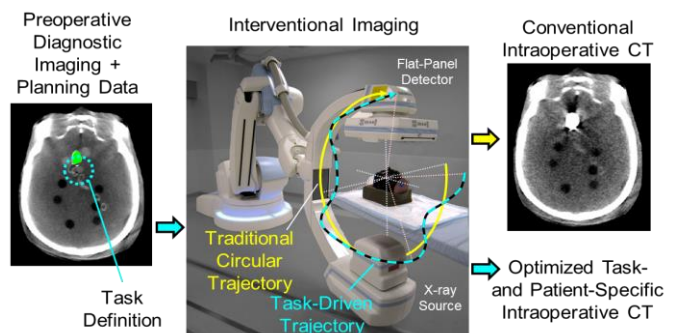 Preoperative
Diagnostic
Imaging +
Planning Data
Task
Definition
Interventional Imaging
Flat-Panel
Detector
Traditional
Circular
Trajectory
Task-Driven
Trajectory
X-ray
Source
Conventional
Intraoperative CT
Optimized Task-
and Patient-Specific
Intraoperative CT